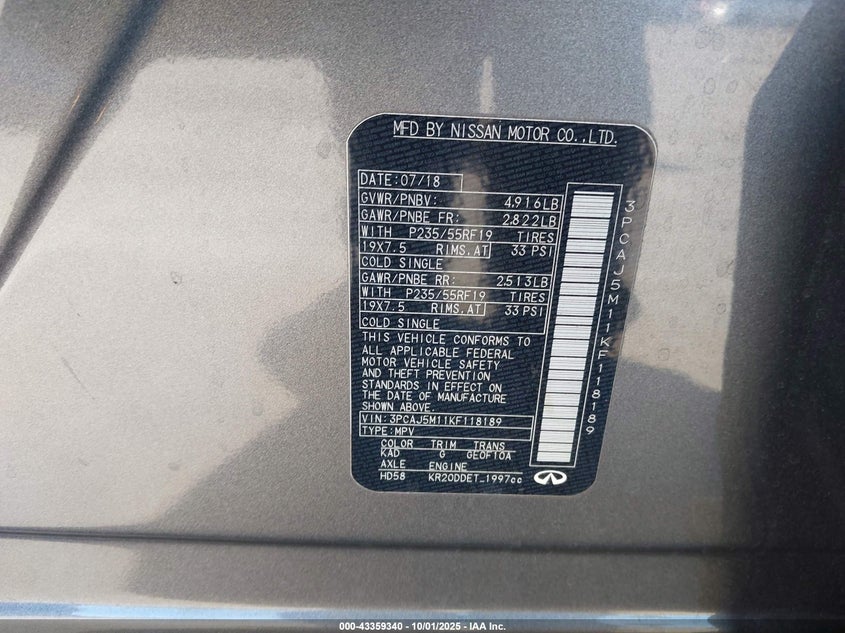 MFD BY NISSAN MOTOR CO.,LTD.
DATE:07/18
GVWR/PNBV: 4,916LB
GAWR/PNBE FR: 2,822LB
WITH P235/55RF19 TIRES
19X7.5 RIMS,AT 33 PSI
COLD SINGLE
GAWR/PNBE RR: 2,513LB
WITH P235/55RF19 TIRES
19X7.5 RIMS,AT 33 PSI
COLD SINGLE
THIS VEHICLE CONFORMS TO
ALL APPLICABLE FEDERAL
MOTOR VEHICLE SAFETY
AND THEFT PREVENTION
STANDARDS IN EFFECT ON
THE DATE OF MANUFACTURE
SHOWN ABOVE.
VIN: 3PCAJ5M11KF118189
TYPE: MPV
COLOR TRIM TRANS
KAD G GE0F10A
AXLE ENGINE
HD58 KR20DDET_1997cc
3PCAJ5M11KF118189
000-43359340 - 10/01/2025 - IAA Inc.